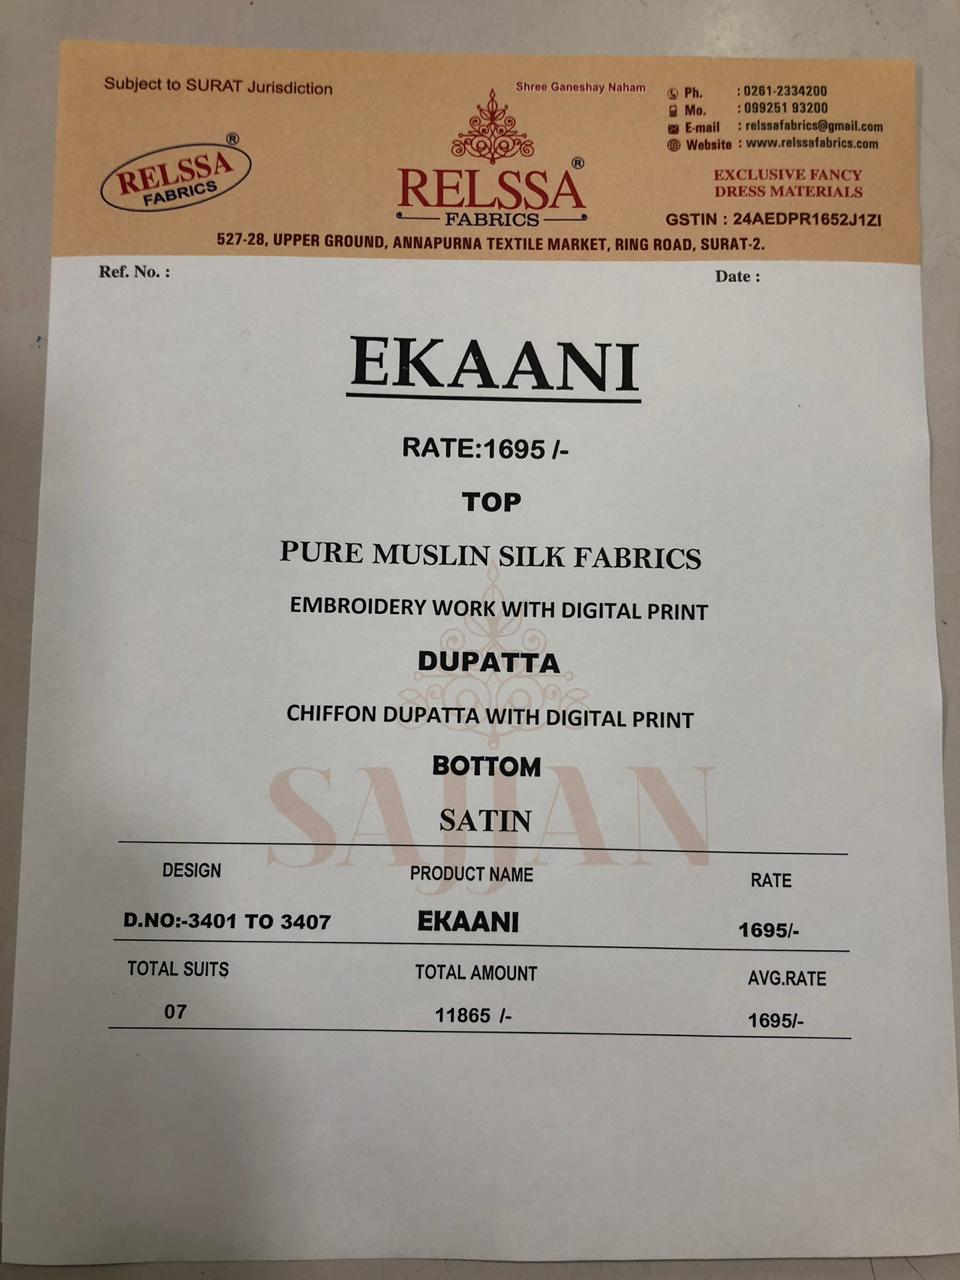 Subject to SURAT Jurisdiction
Shree Ganeshay Naham
Ph. : 0261-2334200
Mo. : 099251 93200
E-mail : relssafabrics@gmail.com
Website : www.relssafabrics.com
RELSSA®
FABRICS
RELSSA®
FABRICS
EXCLUSIVE FANCY
DRESS MATERIALS
GSTIN : 24AEDPR1652J1ZI
527-28, UPPER GROUND, ANNAPURNA TEXTILE MARKET, RING ROAD, SURAT-2.
Ref. No. : Date :
EKAANI
RATE:1695 /-
TOP
PURE MUSLIN SILK FABRICS
EMBROIDERY WORK WITH DIGITAL PRINT
DUPATTA
CHIFFON DUPATTA WITH DIGITAL PRINT
BOTTOM
SAJJAN
SATIN
DESIGN PRODUCT NAME RATE
D.NO:-3401 TO 3407 EKAANI 1695/-
TOTAL SUITS TOTAL AMOUNT AVG.RATE
07 11865 /- 1695/-